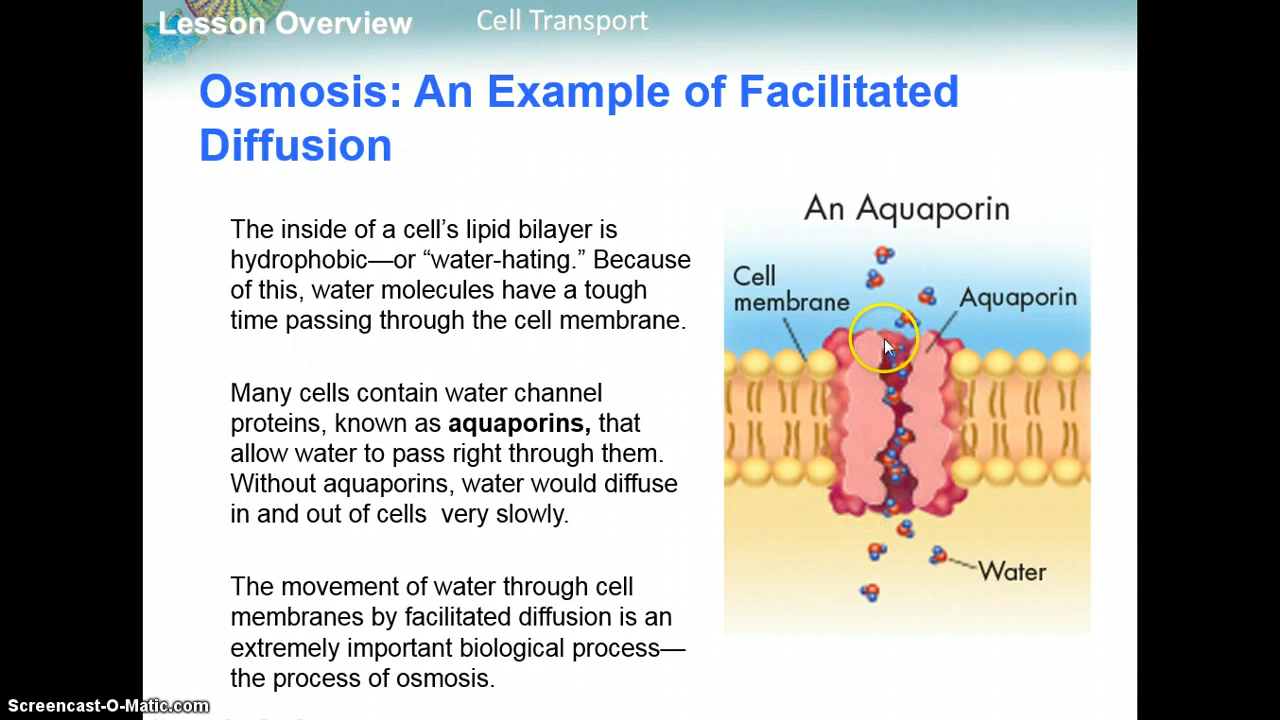 Lesson Overview Cell Transport
Osmosis: An Example of Facilitated
Diffusion
The inside of a cell’s lipid bilayer is
hydrophobic—or “water-hating.” Because
of this, water molecules have a tough
time passing through the cell membrane.
Many cells contain water channel
proteins, known as aquaporins, that
allow water to pass right through them.
Without aquaporins, water would diffuse
in and out of cells  very slowly.
The movement of water through cell
membranes by facilitated diffusion is an
extremely important biological process—
the process of osmosis.
An Aquaporin
Cell
membrane
Aquaporin
Water
Screencast-O-Matic.com